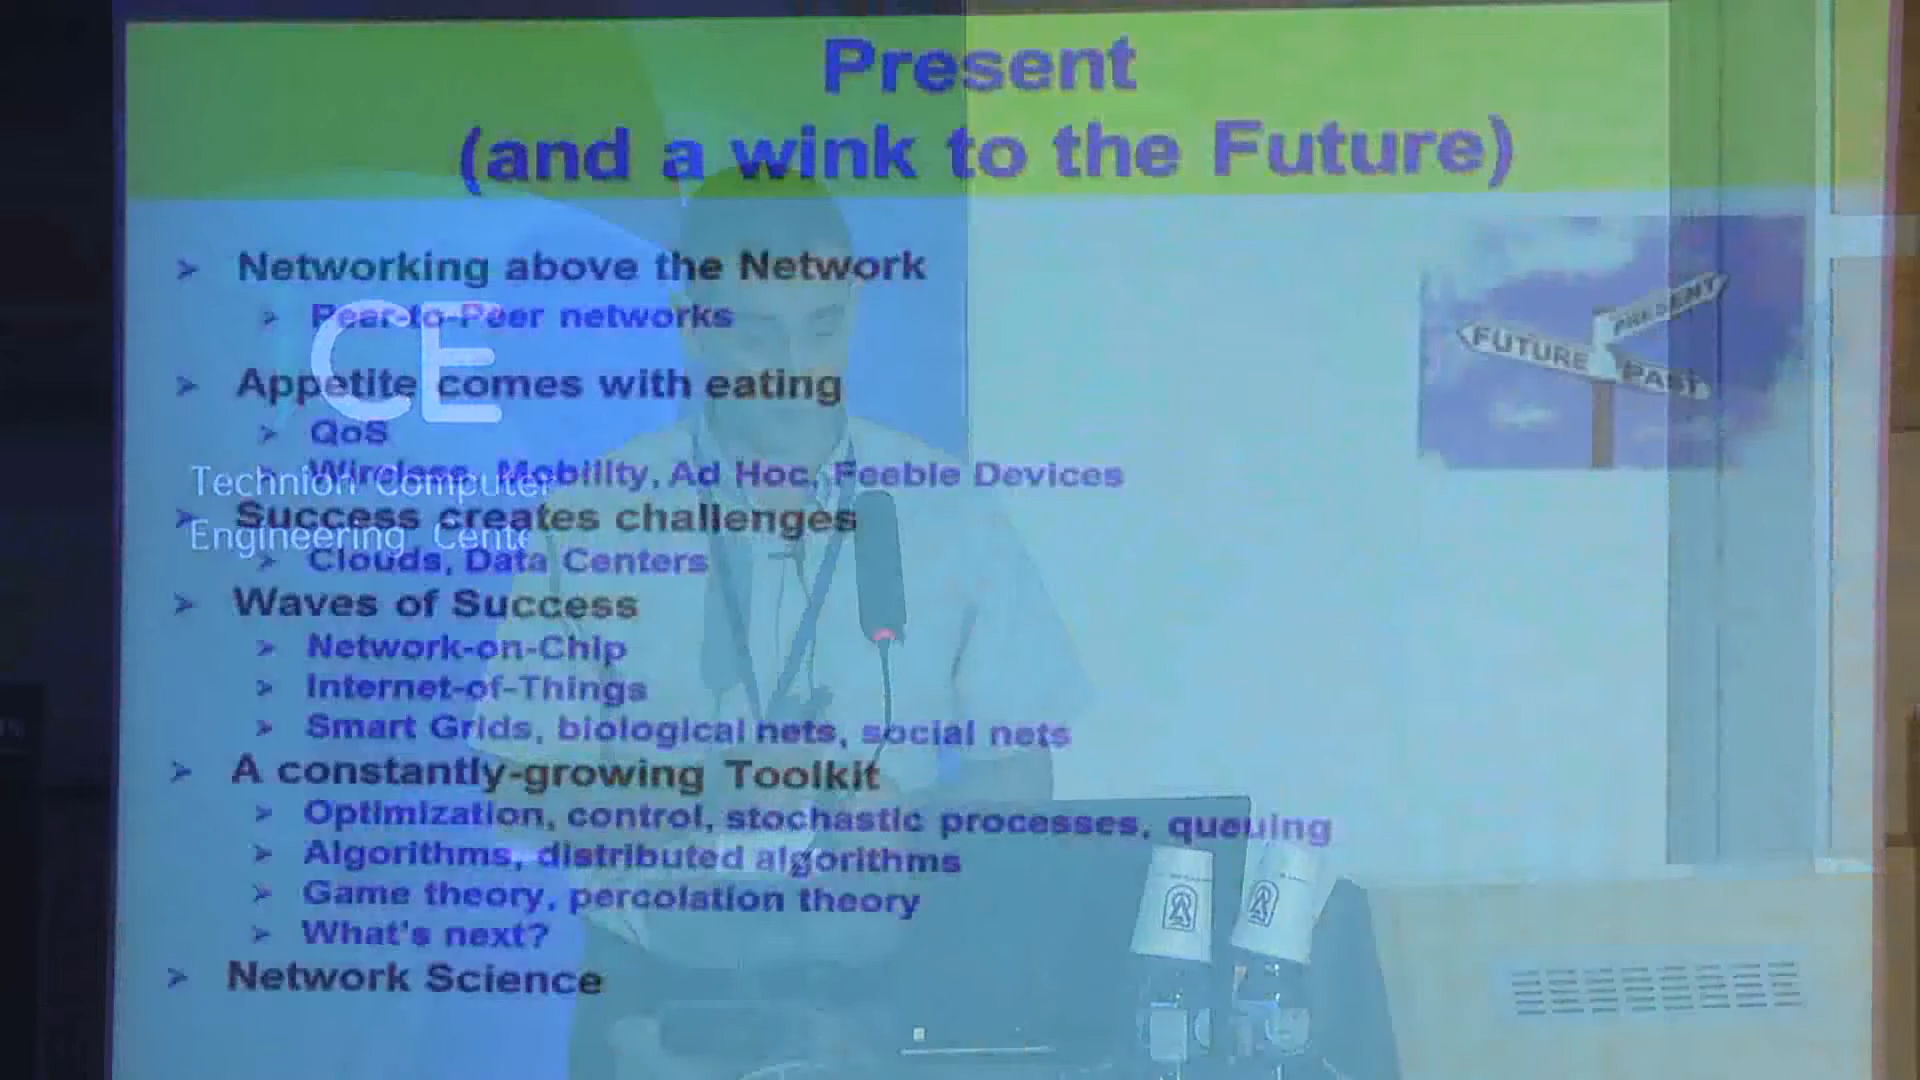 Present
(and a wink to the Future)
➢ Networking above the Network
➢ Peer-to-Peer networks
➢ Appetite comes with eating
➢ QoS
➢ Wireless, Mobility, Ad Hoc, Feeble Devices
➢ Success creates challenges
➢ Clouds, Data Centers
➢ Waves of Success
➢ Network-on-Chip
➢ Internet-of-Things
➢ Smart Grids, biological nets, social nets
➢ A constantly-growing Toolkit
➢ Optimization, control, stochastic processes, queuing
➢ Algorithms, distributed algorithms
➢ Game theory, percolation theory
➢ What's next?
➢ Network Science
PRESENT
FUTURE
PAST
CE
Technion Computer
Engineering Cente